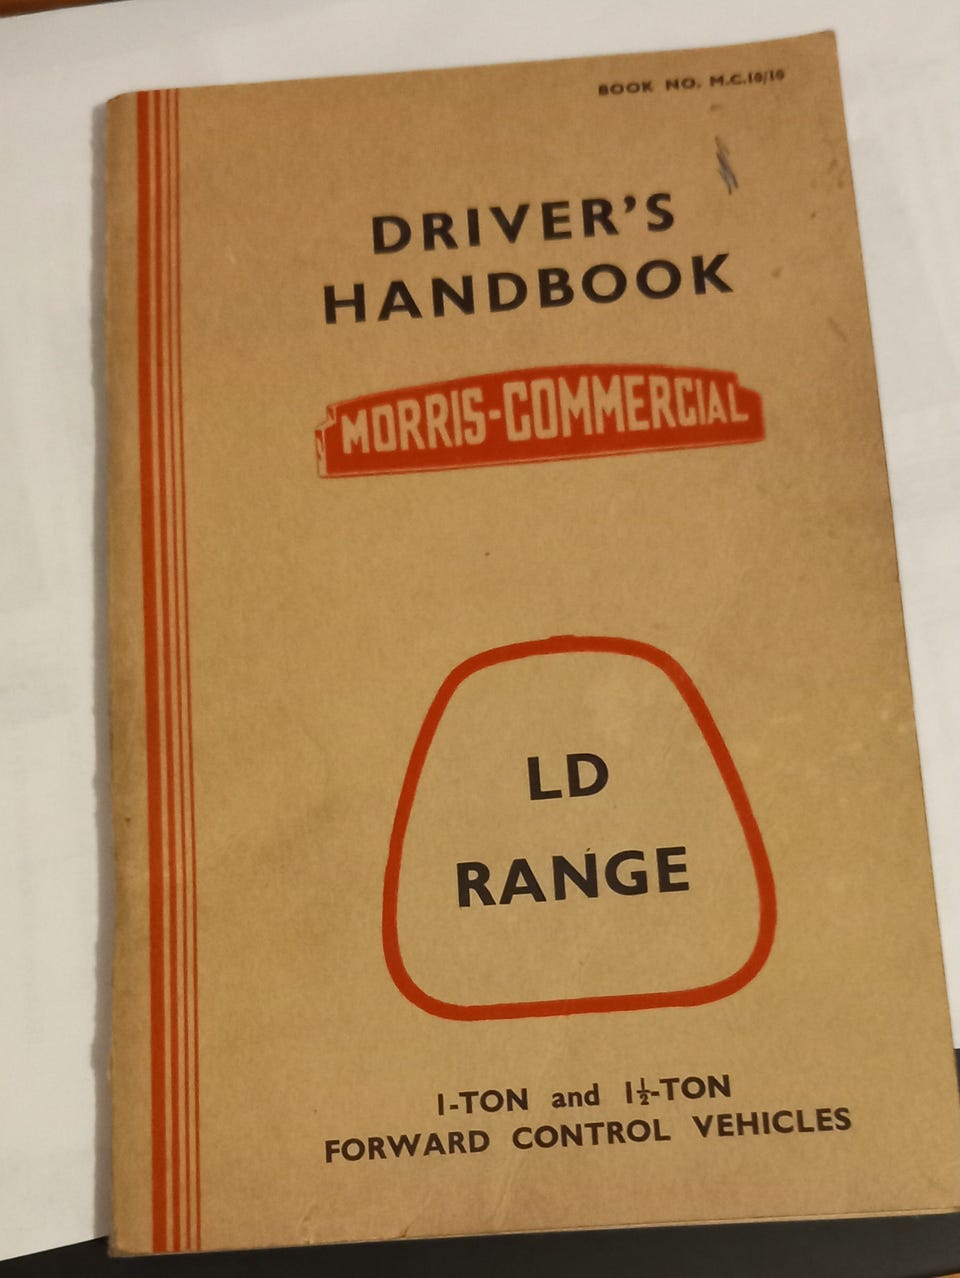 BOOK NO. M.C.10/10
DRIVER'S
HANDBOOK
MORRIS-COMMERCIAL
LD
RANGE
1-TON and 1½-TON
FORWARD CONTROL VEHICLES